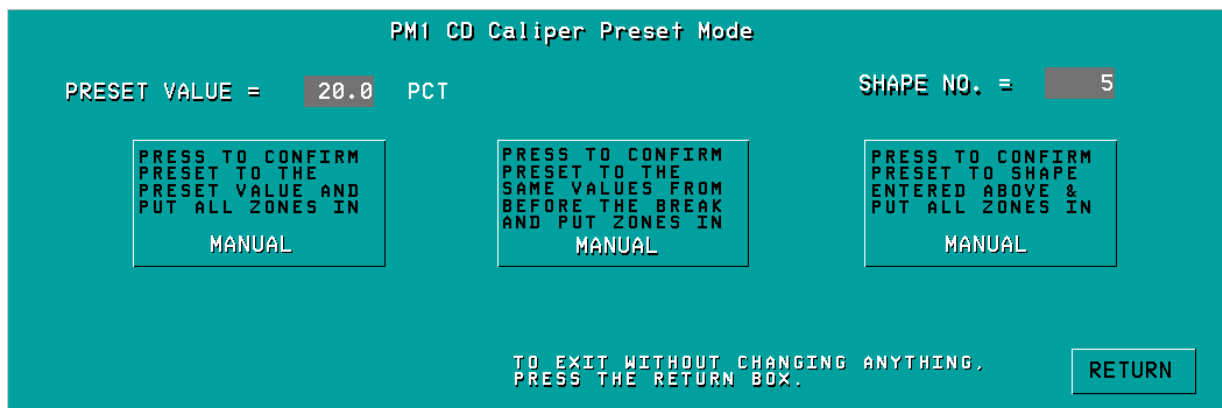 PM1 CD Caliper Preset Mode
PRESET VALUE = 20.0 PCT
SHAPE NO. = 5
PRESS TO CONFIRM
PRESET TO THE
PRESET VALUE AND
PUT ALL ZONES IN
MANUAL
PRESS TO CONFIRM
PRESET TO THE
SAME VALUES FROM
BEFORE THE BREAK
AND PUT ZONES IN
MANUAL
PRESS TO CONFIRM
PRESET TO SHAPE
ENTERED ABOVE &
PUT ALL ZONES IN
MANUAL
TO EXIT WITHOUT CHANGING ANYTHING,
PRESS THE RETURN BOX.
RETURN